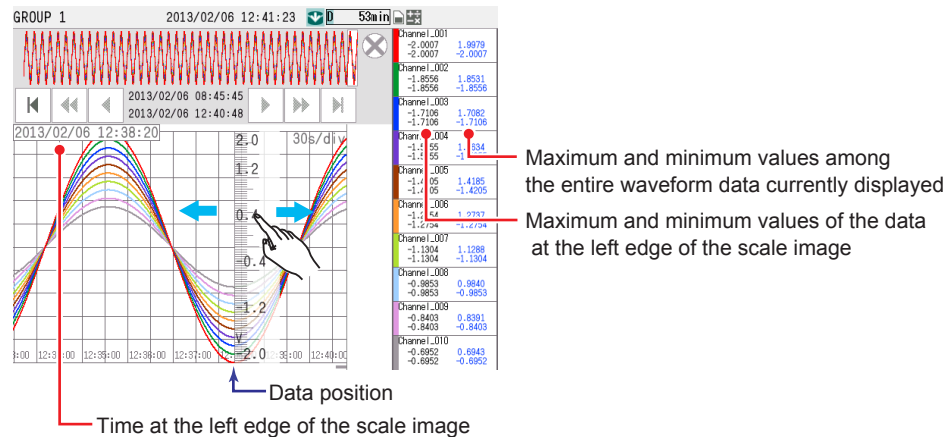 GROUP 1 2013/02/06 12:41:23 D 53min
2013/02/06 08:45:45
2013/02/06 12:40:48
2013/02/06 12:38:20
30s/div
2.0
1.2
-0.4
-1.2
V
-2.0
12:35:00 12:36:00 12:37:00 12:40:00
Channel_001
-2.0007 1.9979
-2.0007 -2.0007
Channel_002
-1.8556 1.8531
-1.8556 -1.8556
Channel_003
-1.7106 1.7082
-1.7106 -1.7106
Channel_005
1.4185
-1.4205
Channel_006
1.2737
-1.2754 -1.2754
Channel_007
-1.1304 1.1288
-1.1304 -1.1304
Channel_008
-0.9853 0.9840
-0.9853 -0.9853
Channel_009
-0.8403 0.8391
-0.8403 -0.8403
Channel_010
-0.6952 0.6943
-0.6952 -0.6952
Maximum and minimum values among
the entire waveform data currently displayed
Maximum and minimum values of the data
at the left edge of the scale image
Data position
Time at the left edge of the scale image